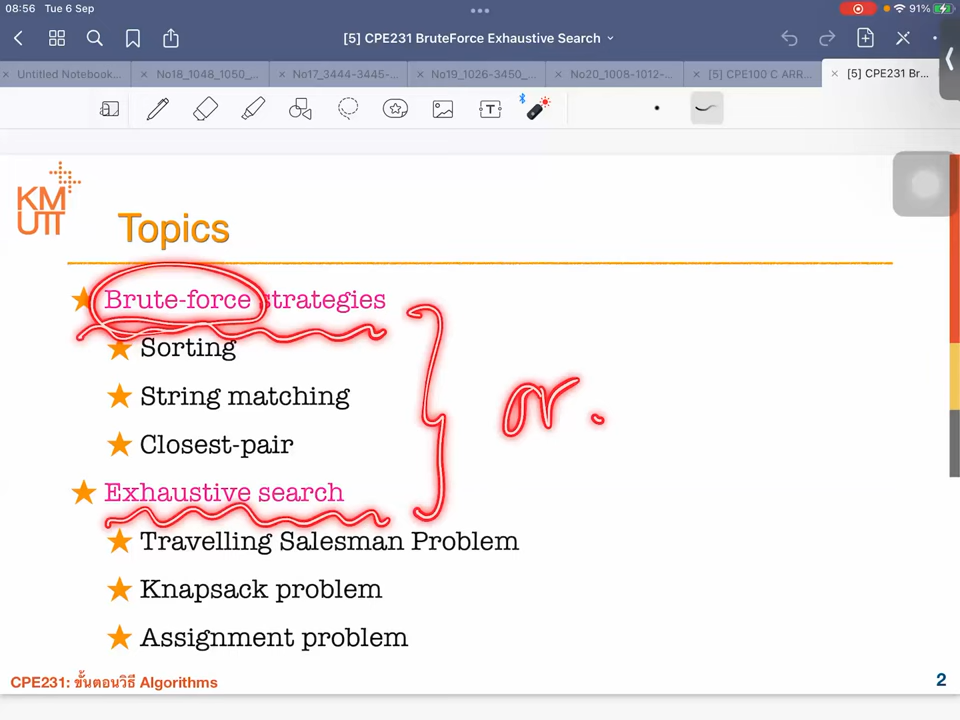 08:56 Tue 6 Sep
91%
[5] CPE231 BruteForce Exhaustive Search
Untitled Notebook...
No18_1048_1050_...
No17_3444-3445-...
No19_1026-3450_...
No20_1008-1012-...
[5] CPE100 C ARR...
[5] CPE231 Br...
T
KM
UTT
Topics
Brute-force strategies
Sorting
String matching
Closest-pair
or.
Exhaustive search
Travelling Salesman Problem
Knapsack problem
Assignment problem
CPE231: ขั้นตอนวิธี Algorithms
2